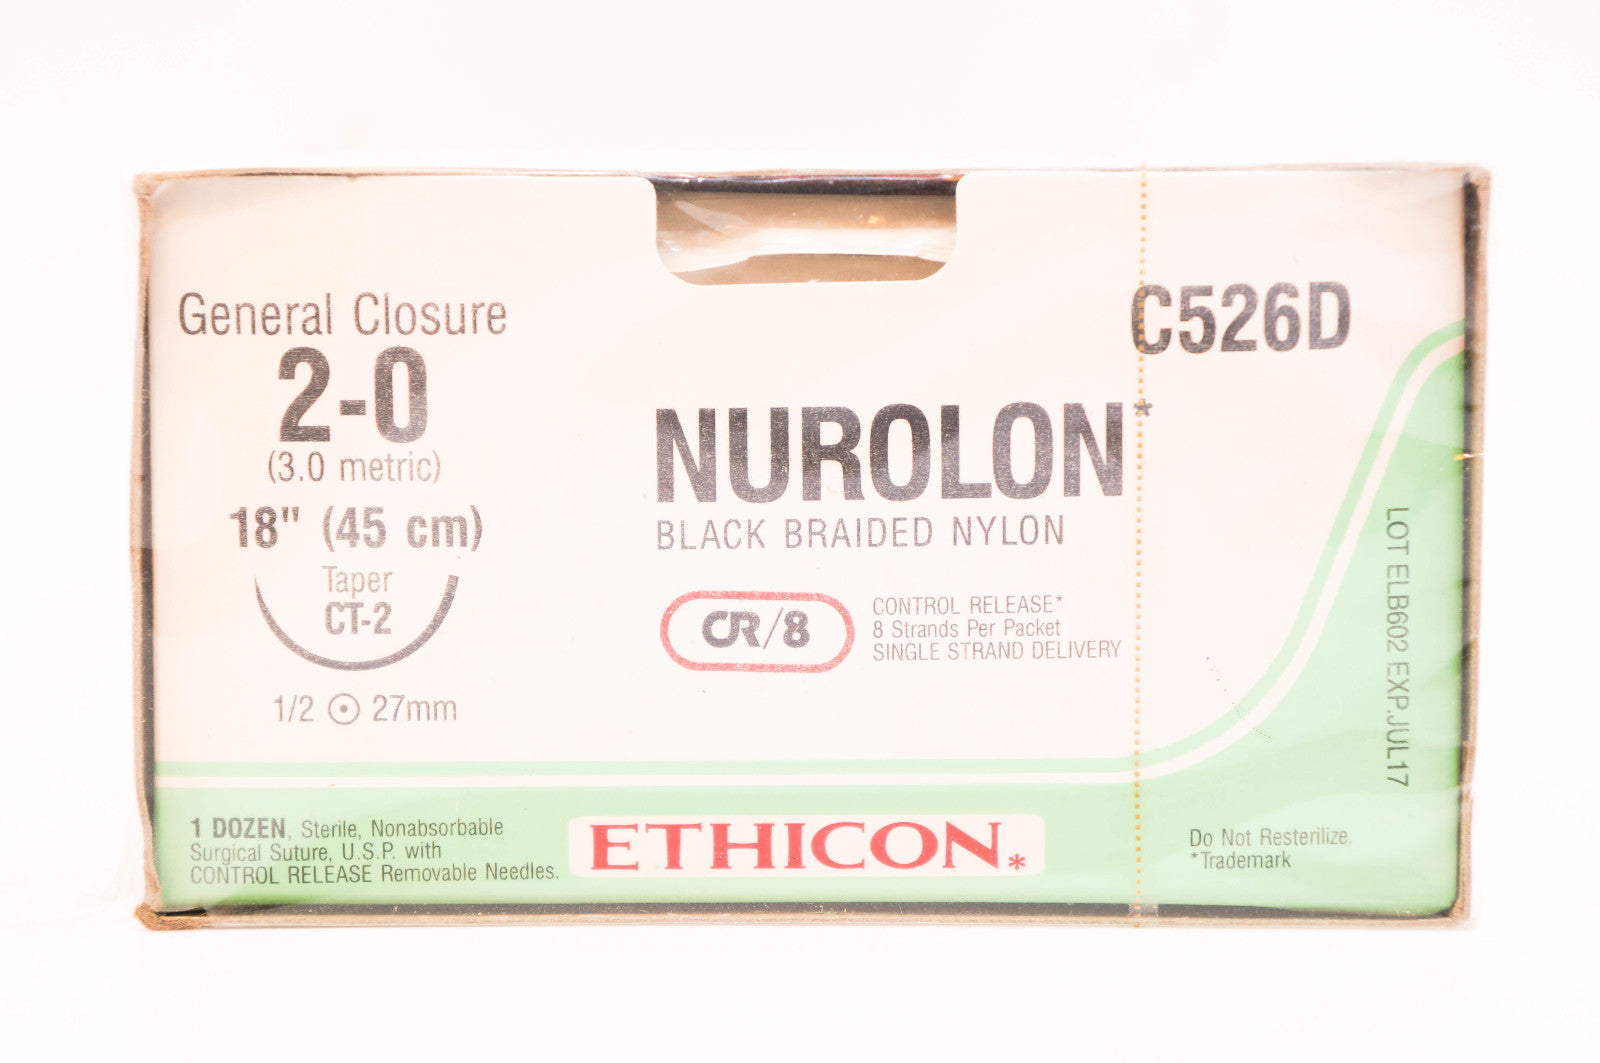 General Closure
2-0
(3.0 metric)
18" (45 cm)
Taper
CT-2
1/2 27mm
C526D
NUROLON*
BLACK BRAIDED NYLON
CR/8
CONTROL RELEASE*
8 Strands Per Packet
SINGLE STRAND DELIVERY
LOT ELB602 EXP.JUL17
1 DOZEN, Sterile, Nonabsorbable
Surgical Suture, U.S.P. with
CONTROL RELEASE Removable Needles.
ETHICON*
Do Not Resterilize.
*Trademark